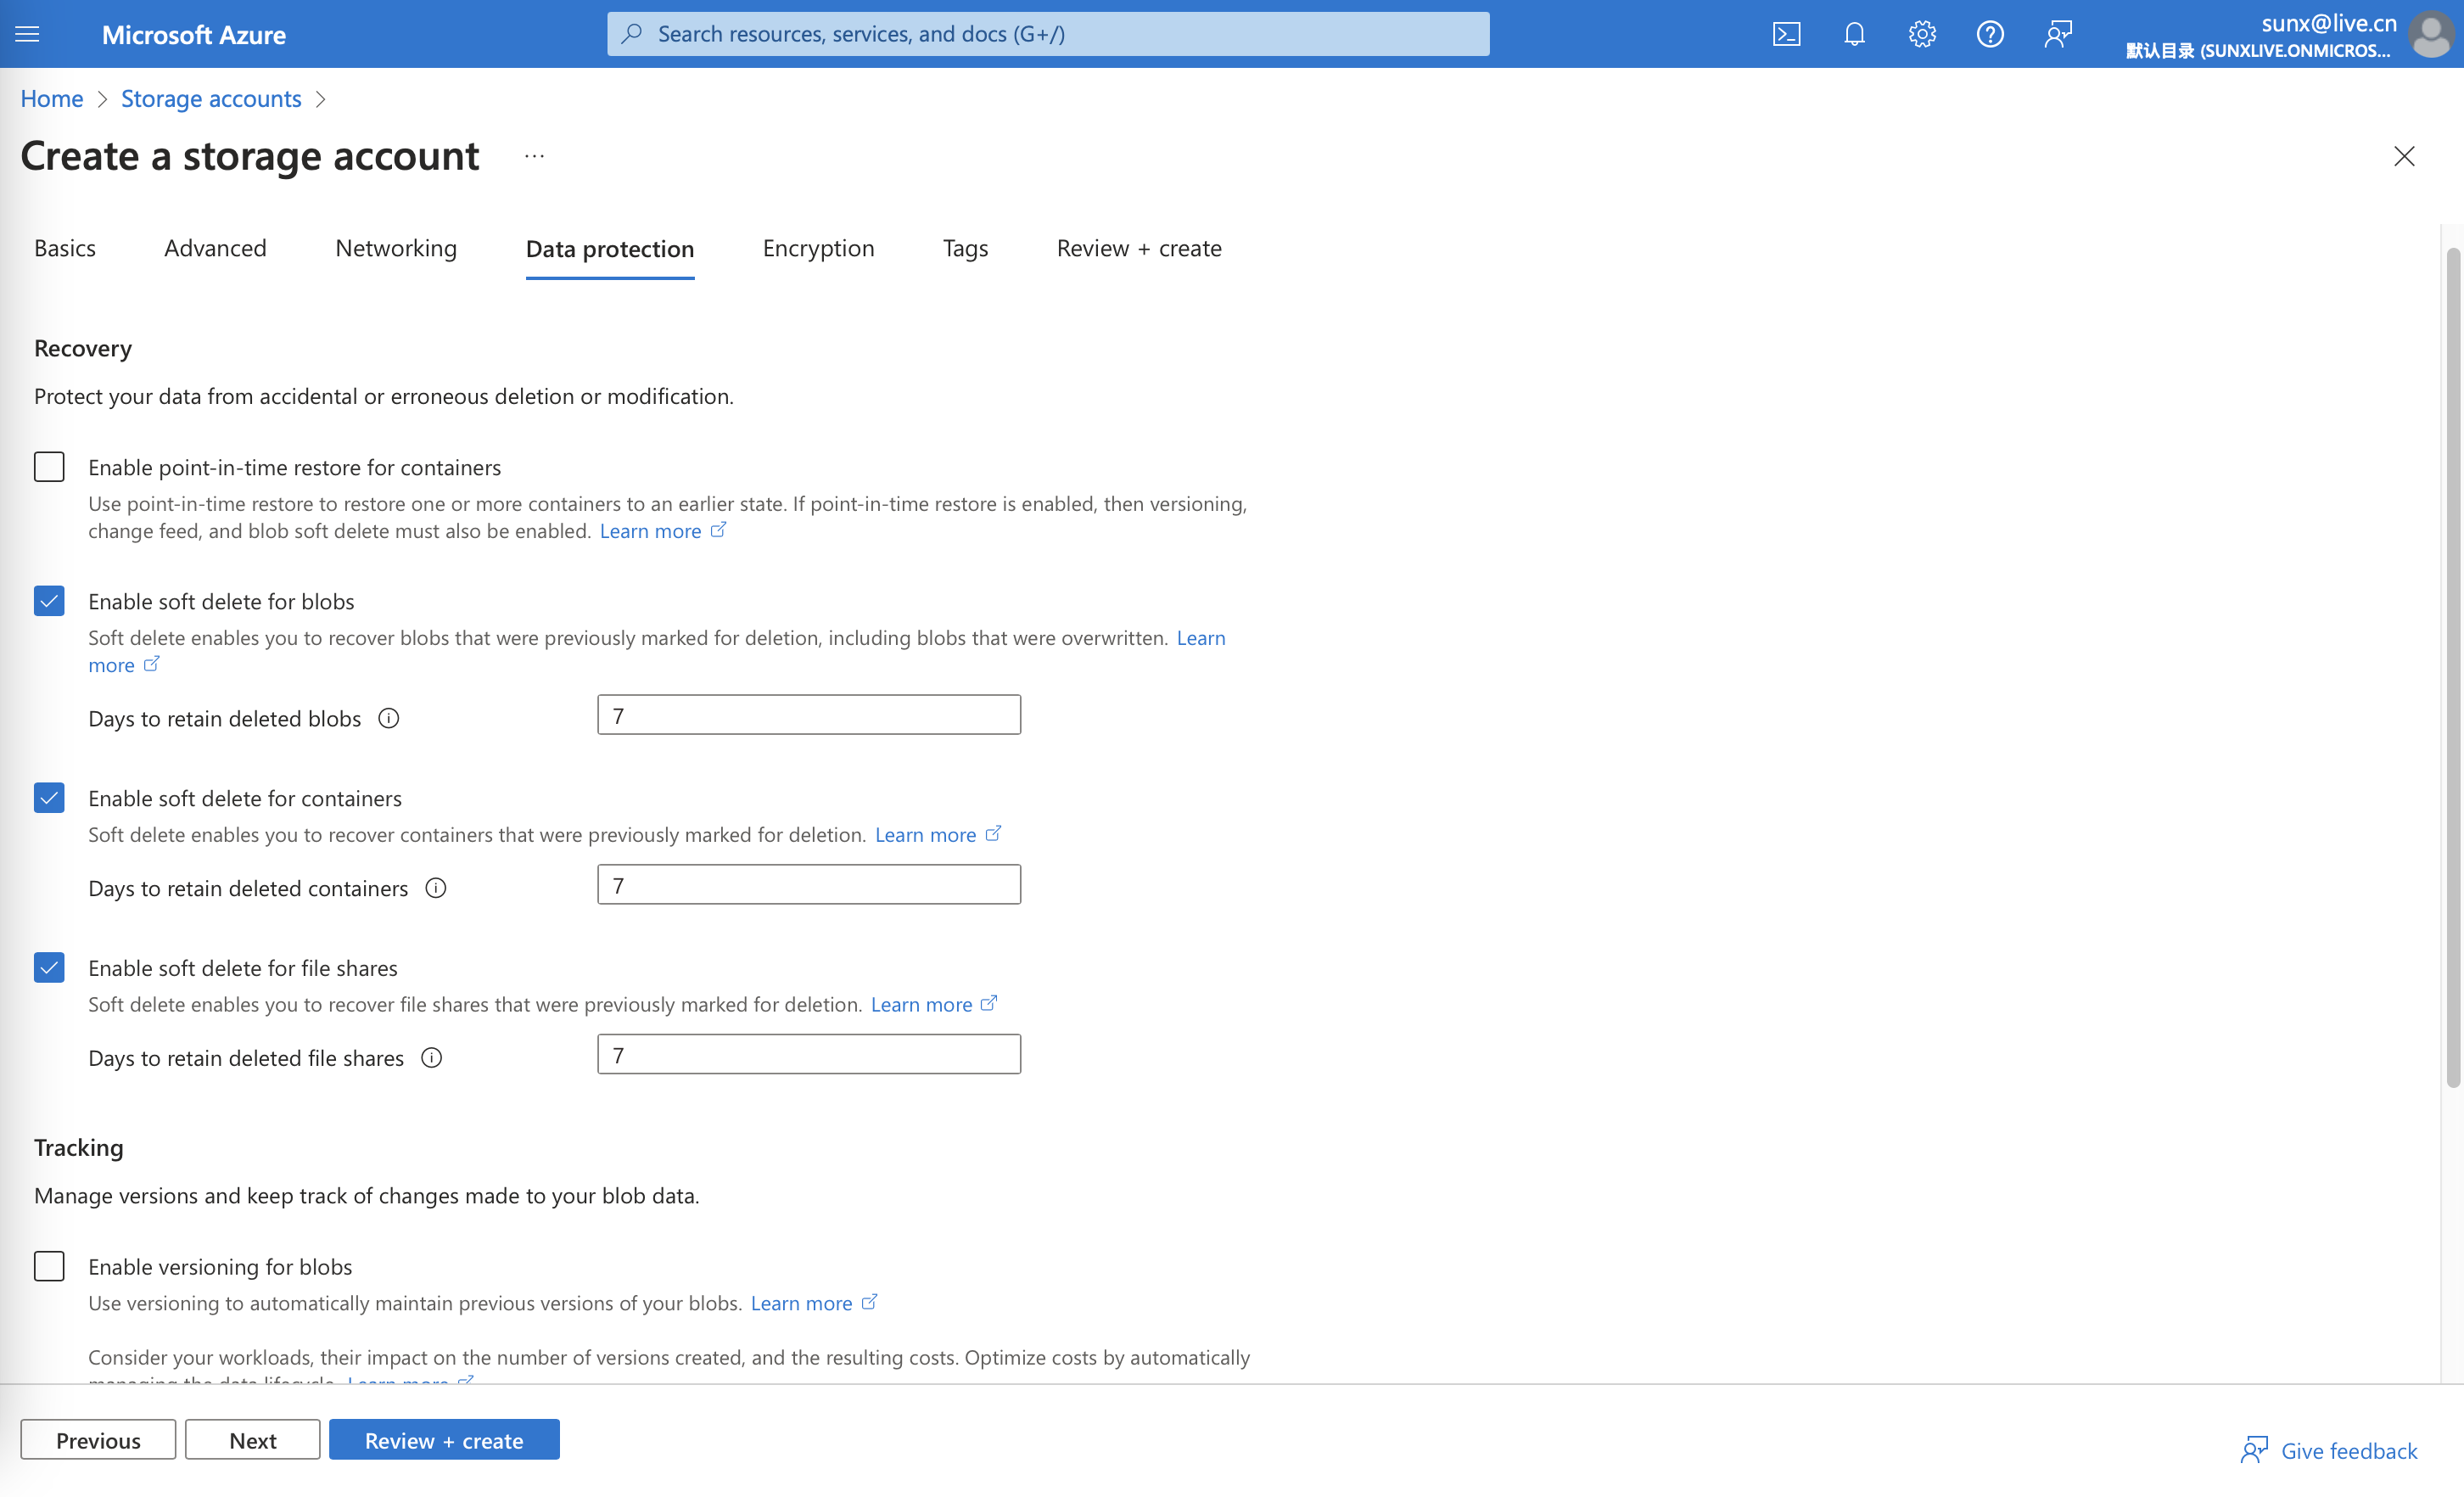 Microsoft Azure
Search resources, services, and docs (G+/)
sunx@live.cn
默认目录 (SUNXLIVE.ONMICROS...
Home > Storage accounts >
Create a storage account ...
Basics Advanced Networking Data protection Encryption Tags Review + create
Recovery
Protect your data from accidental or erroneous deletion or modification.
Enable point-in-time restore for containers
Use point-in-time restore to restore one or more containers to an earlier state. If point-in-time restore is enabled, then versioning,
change feed, and blob soft delete must also be enabled. Learn more
Enable soft delete for blobs
Soft delete enables you to recover blobs that were previously marked for deletion, including blobs that were overwritten. Learn
more
Days to retain deleted blobs
7
Enable soft delete for containers
Soft delete enables you to recover containers that were previously marked for deletion. Learn more
Days to retain deleted containers
7
Enable soft delete for file shares
Soft delete enables you to recover file shares that were previously marked for deletion. Learn more
Days to retain deleted file shares
7
Tracking
Manage versions and keep track of changes made to your blob data.
Enable versioning for blobs
Use versioning to automatically maintain previous versions of your blobs. Learn more
Consider your workloads, their impact on the number of versions created, and the resulting costs. Optimize costs by automatically
managing the data lifecycle. Learn more
Previous Next Review + create
Give feedback